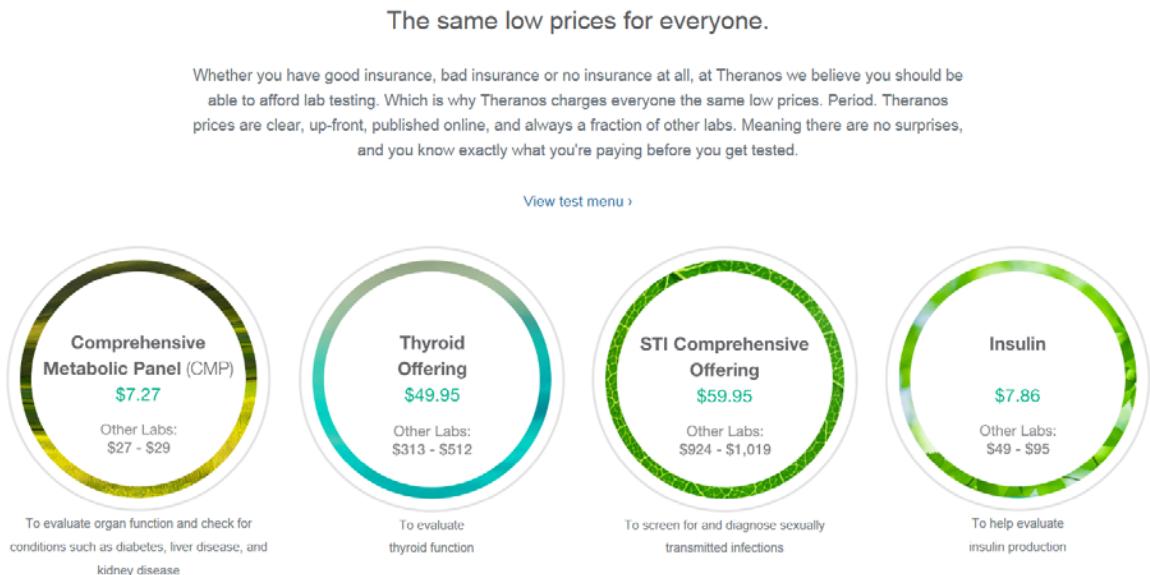 The same low prices for everyone.
Whether you have good insurance, bad insurance or no insurance at all, at Theranos we believe you should be
able to afford lab testing. Which is why Theranos charges everyone the same low prices. Period. Theranos
prices are clear, up-front, published online, and always a fraction of other labs. Meaning there are no surprises,
and you know exactly what you're paying before you get tested.
View test menu ›
Comprehensive
Metabolic Panel (CMP)
$7.27
Other Labs:
$27 - $29
To evaluate organ function and check for
conditions such as diabetes, liver disease, and
kidney disease
Thyroid
Offering
$49.95
Other Labs:
$313 - $512
To evaluate
thyroid function
STI Comprehensive
Offering
$59.95
Other Labs:
$924 - $1,019
To screen for and diagnose sexually
transmitted infections
Insulin
$7.86
Other Labs:
$49 - $95
To help evaluate
insulin production